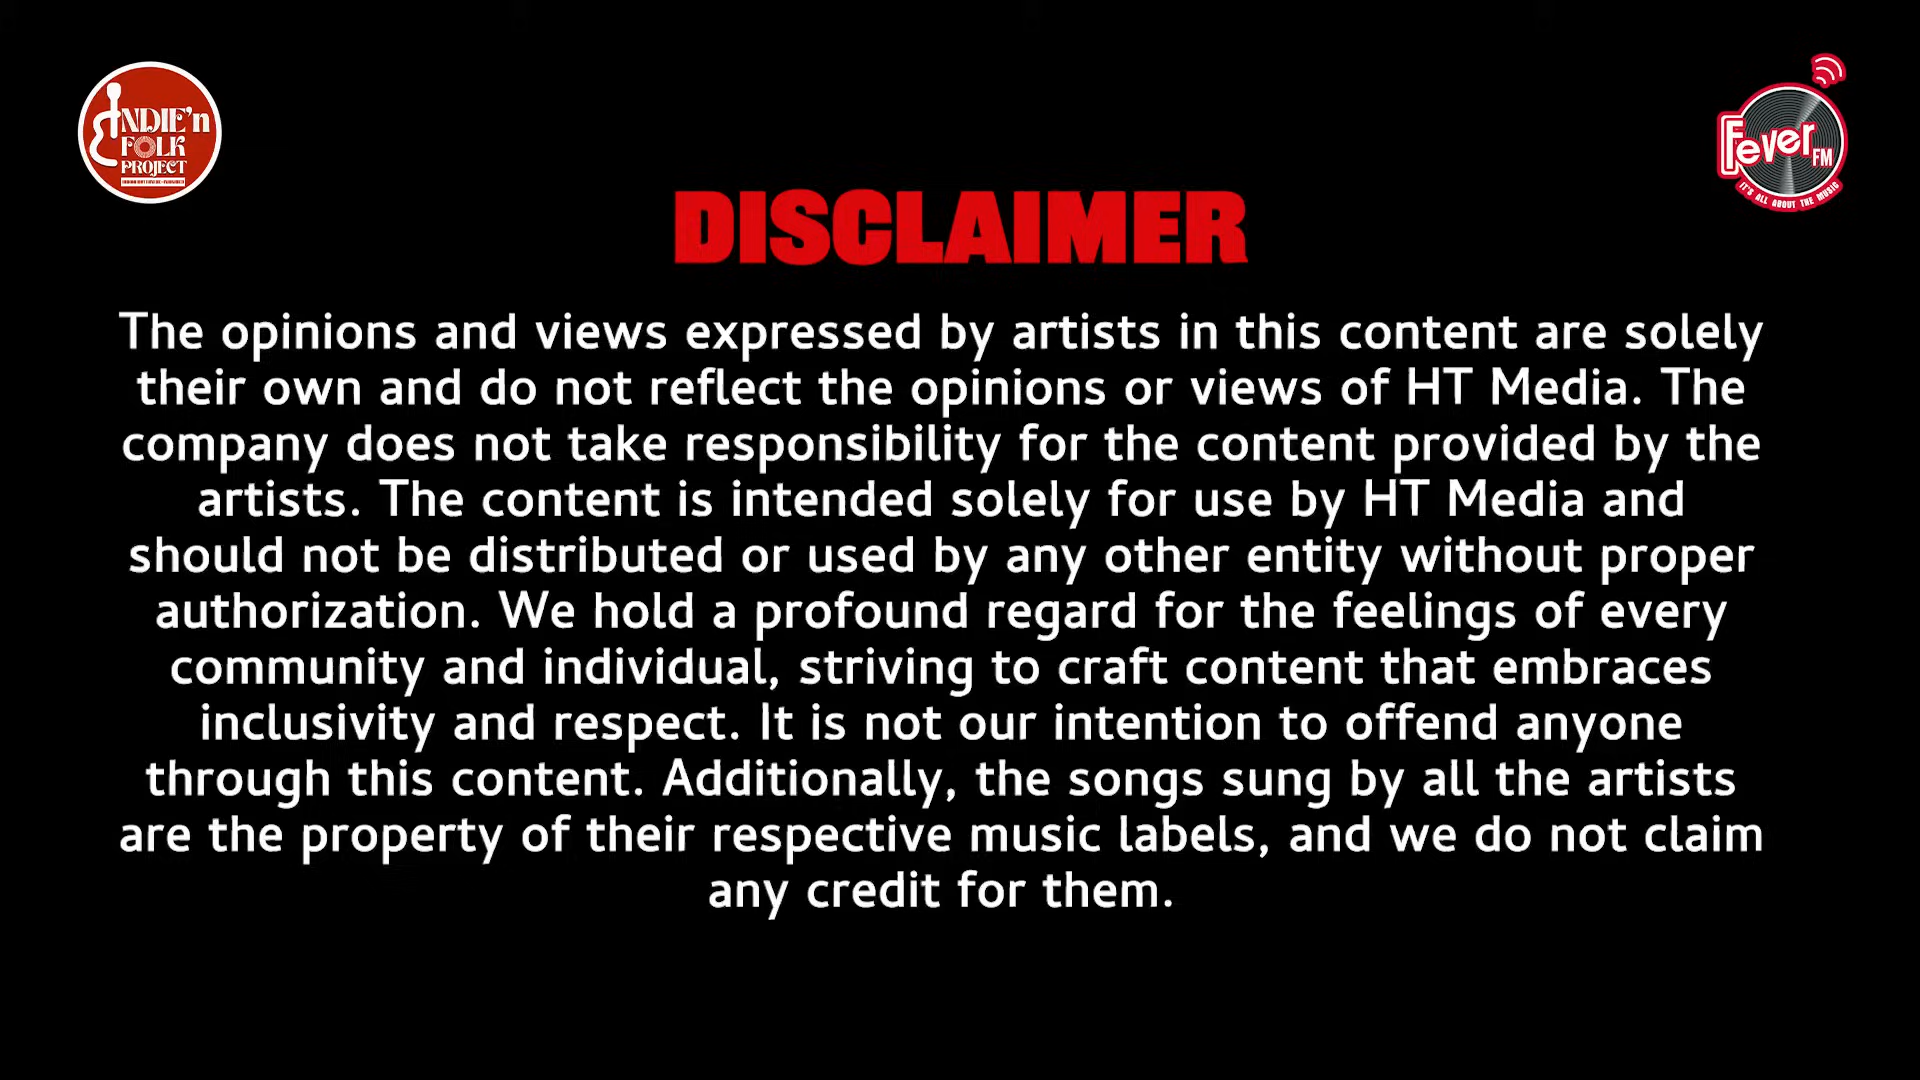 INDIE'n
FOLK
PROJECT
Fever FM
IT'S ALL ABOUT THE MUSIC
DISCLAIMER
The opinions and views expressed by artists in this content are solely
their own and do not reflect the opinions or views of HT Media. The
company does not take responsibility for the content provided by the
artists. The content is intended solely for use by HT Media and
should not be distributed or used by any other entity without proper
authorization. We hold a profound regard for the feelings of every
community and individual, striving to craft content that embraces
inclusivity and respect. It is not our intention to offend anyone
through this content. Additionally, the songs sung by all the artists
are the property of their respective music labels, and we do not claim
any credit for them.